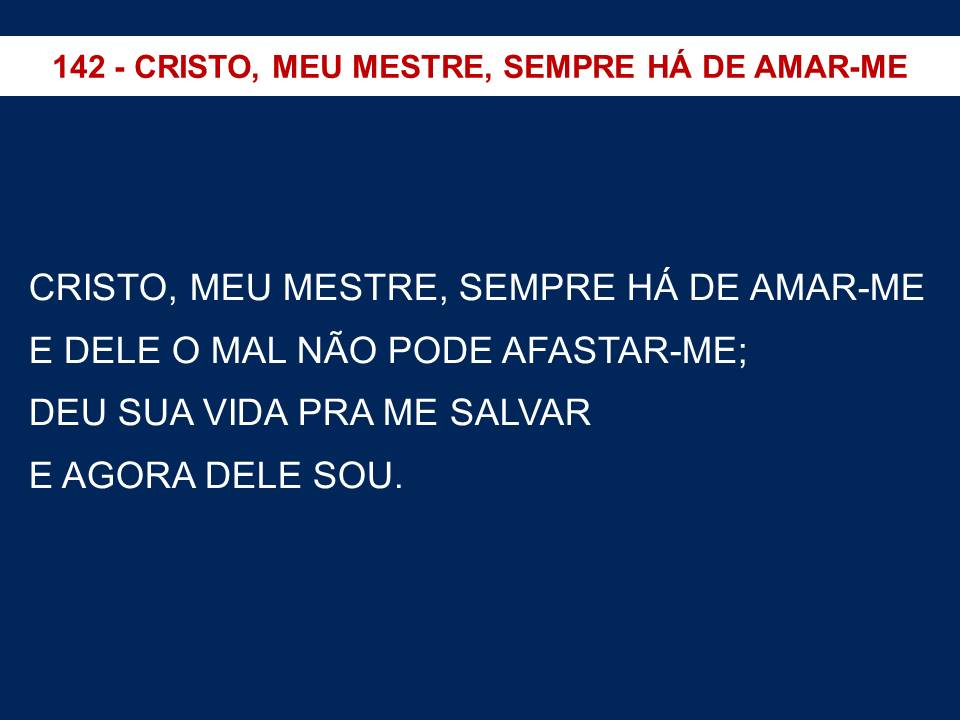 142 - CRISTO, MEU MESTRE, SEMPRE HÁ DE AMAR-ME
CRISTO, MEU MESTRE, SEMPRE HÁ DE AMAR-ME
E DELE O MAL NÃO PODE AFASTAR-ME;
DEU SUA VIDA PRA ME SALVAR
E AGORA DELE SOU.